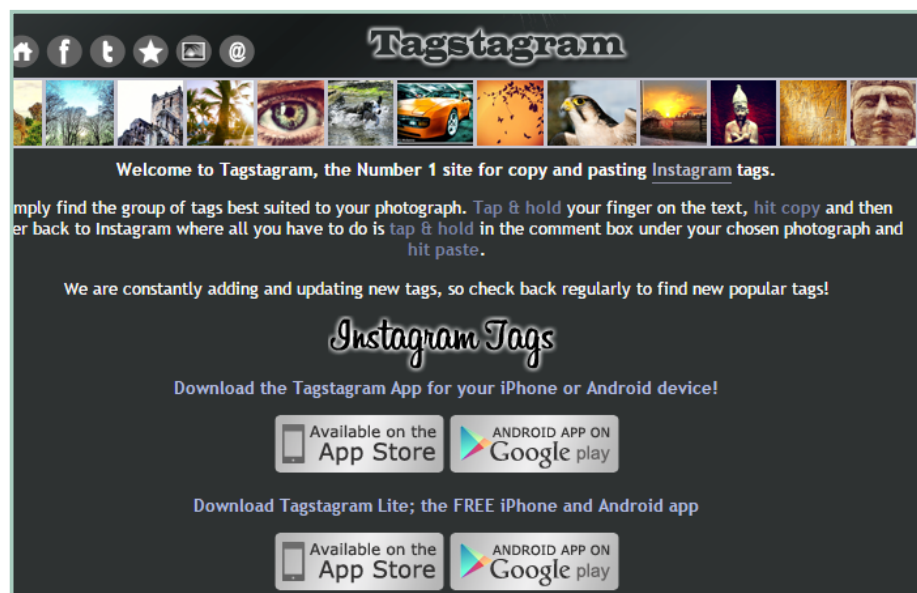 Tagstagram
Welcome to Tagstagram, the Number 1 site for copy and pasting Instagram tags.
mply find the group of tags best suited to your photograph. Tap & hold your finger on the text, hit copy and then
er back to Instagram where all you have to do is tap & hold in the comment box under your chosen photograph and
hit paste.
We are constantly adding and updating new tags, so check back regularly to find new popular tags!
Instagram Tags
Download the Tagstagram App for your iPhone or Android device!
Available on the
App Store
ANDROID APP ON
Google play
Download Tagstagram Lite; the FREE iPhone and Android app
Available on the
App Store
ANDROID APP ON
Google play